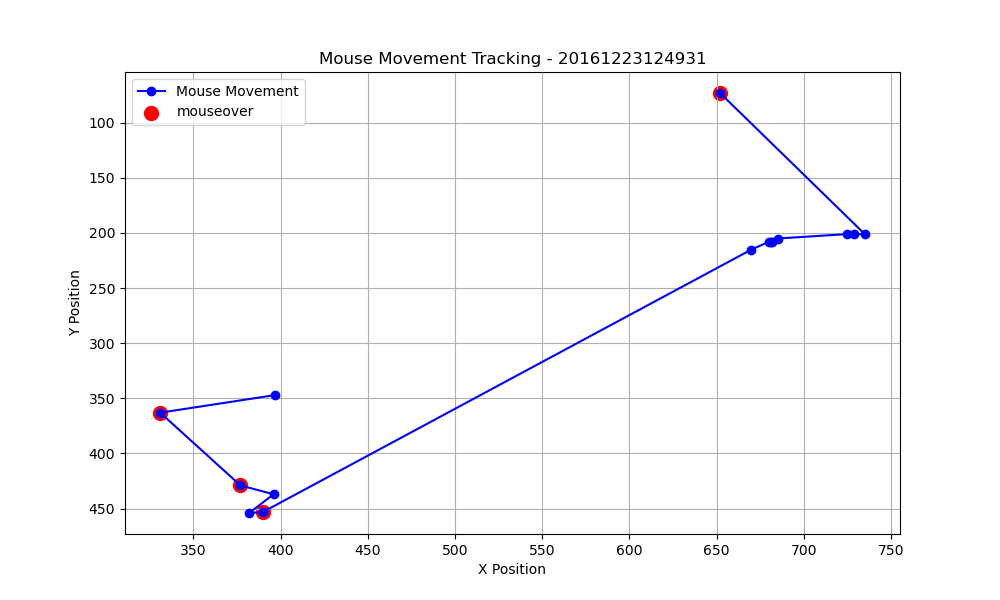 Mouse Movement Tracking - 20161223124931
Mouse Movement
mouseover
100
150
200
250
300
350
400
450
Y Position
350 400 450 500 550 600 650 700 750
X Position